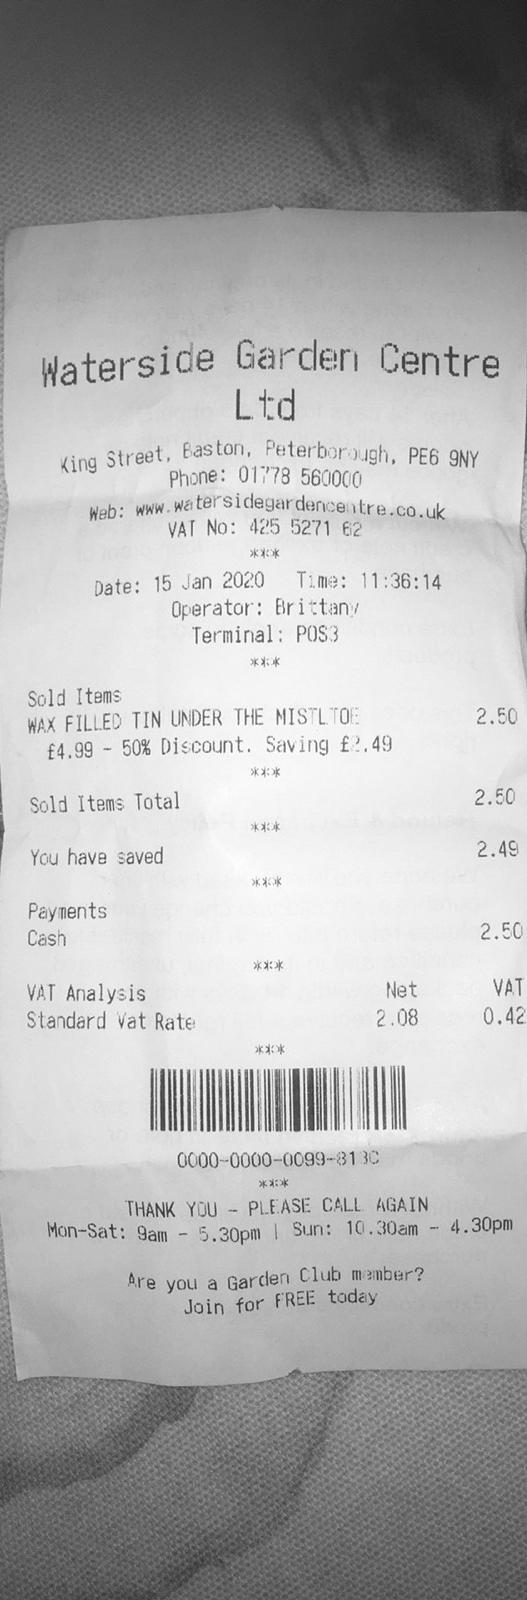 Waterside Garden Centre
Ltd
King Street, Baston, Peterborough, PE6 9NY
Phone: 01778 560000
Web: www.watersidegardencentre.co.uk
VAT No: 425 5271 62
***
Date: 15 Jan 2020 Time: 11:36:14
Operator: Brittany
Terminal: POS3
***
Sold Items
WAX FILLED TIN UNDER THE MISTLTOE 2.50
£4.99 - 50% Discount. Saving £2.49
***
Sold Items Total 2.50
***
You have saved 2.49
***
Payments
Cash 2.50
***
VAT Analysis Net VAT
Standard Vat Rate 2.08 0.42
***
THANK YOU - PLEASE CALL AGAIN
Mon-Sat: 9am - 5.30pm | Sun: 10.30am - 4.30pm
Are you a Garden Club member?
Join for FREE today